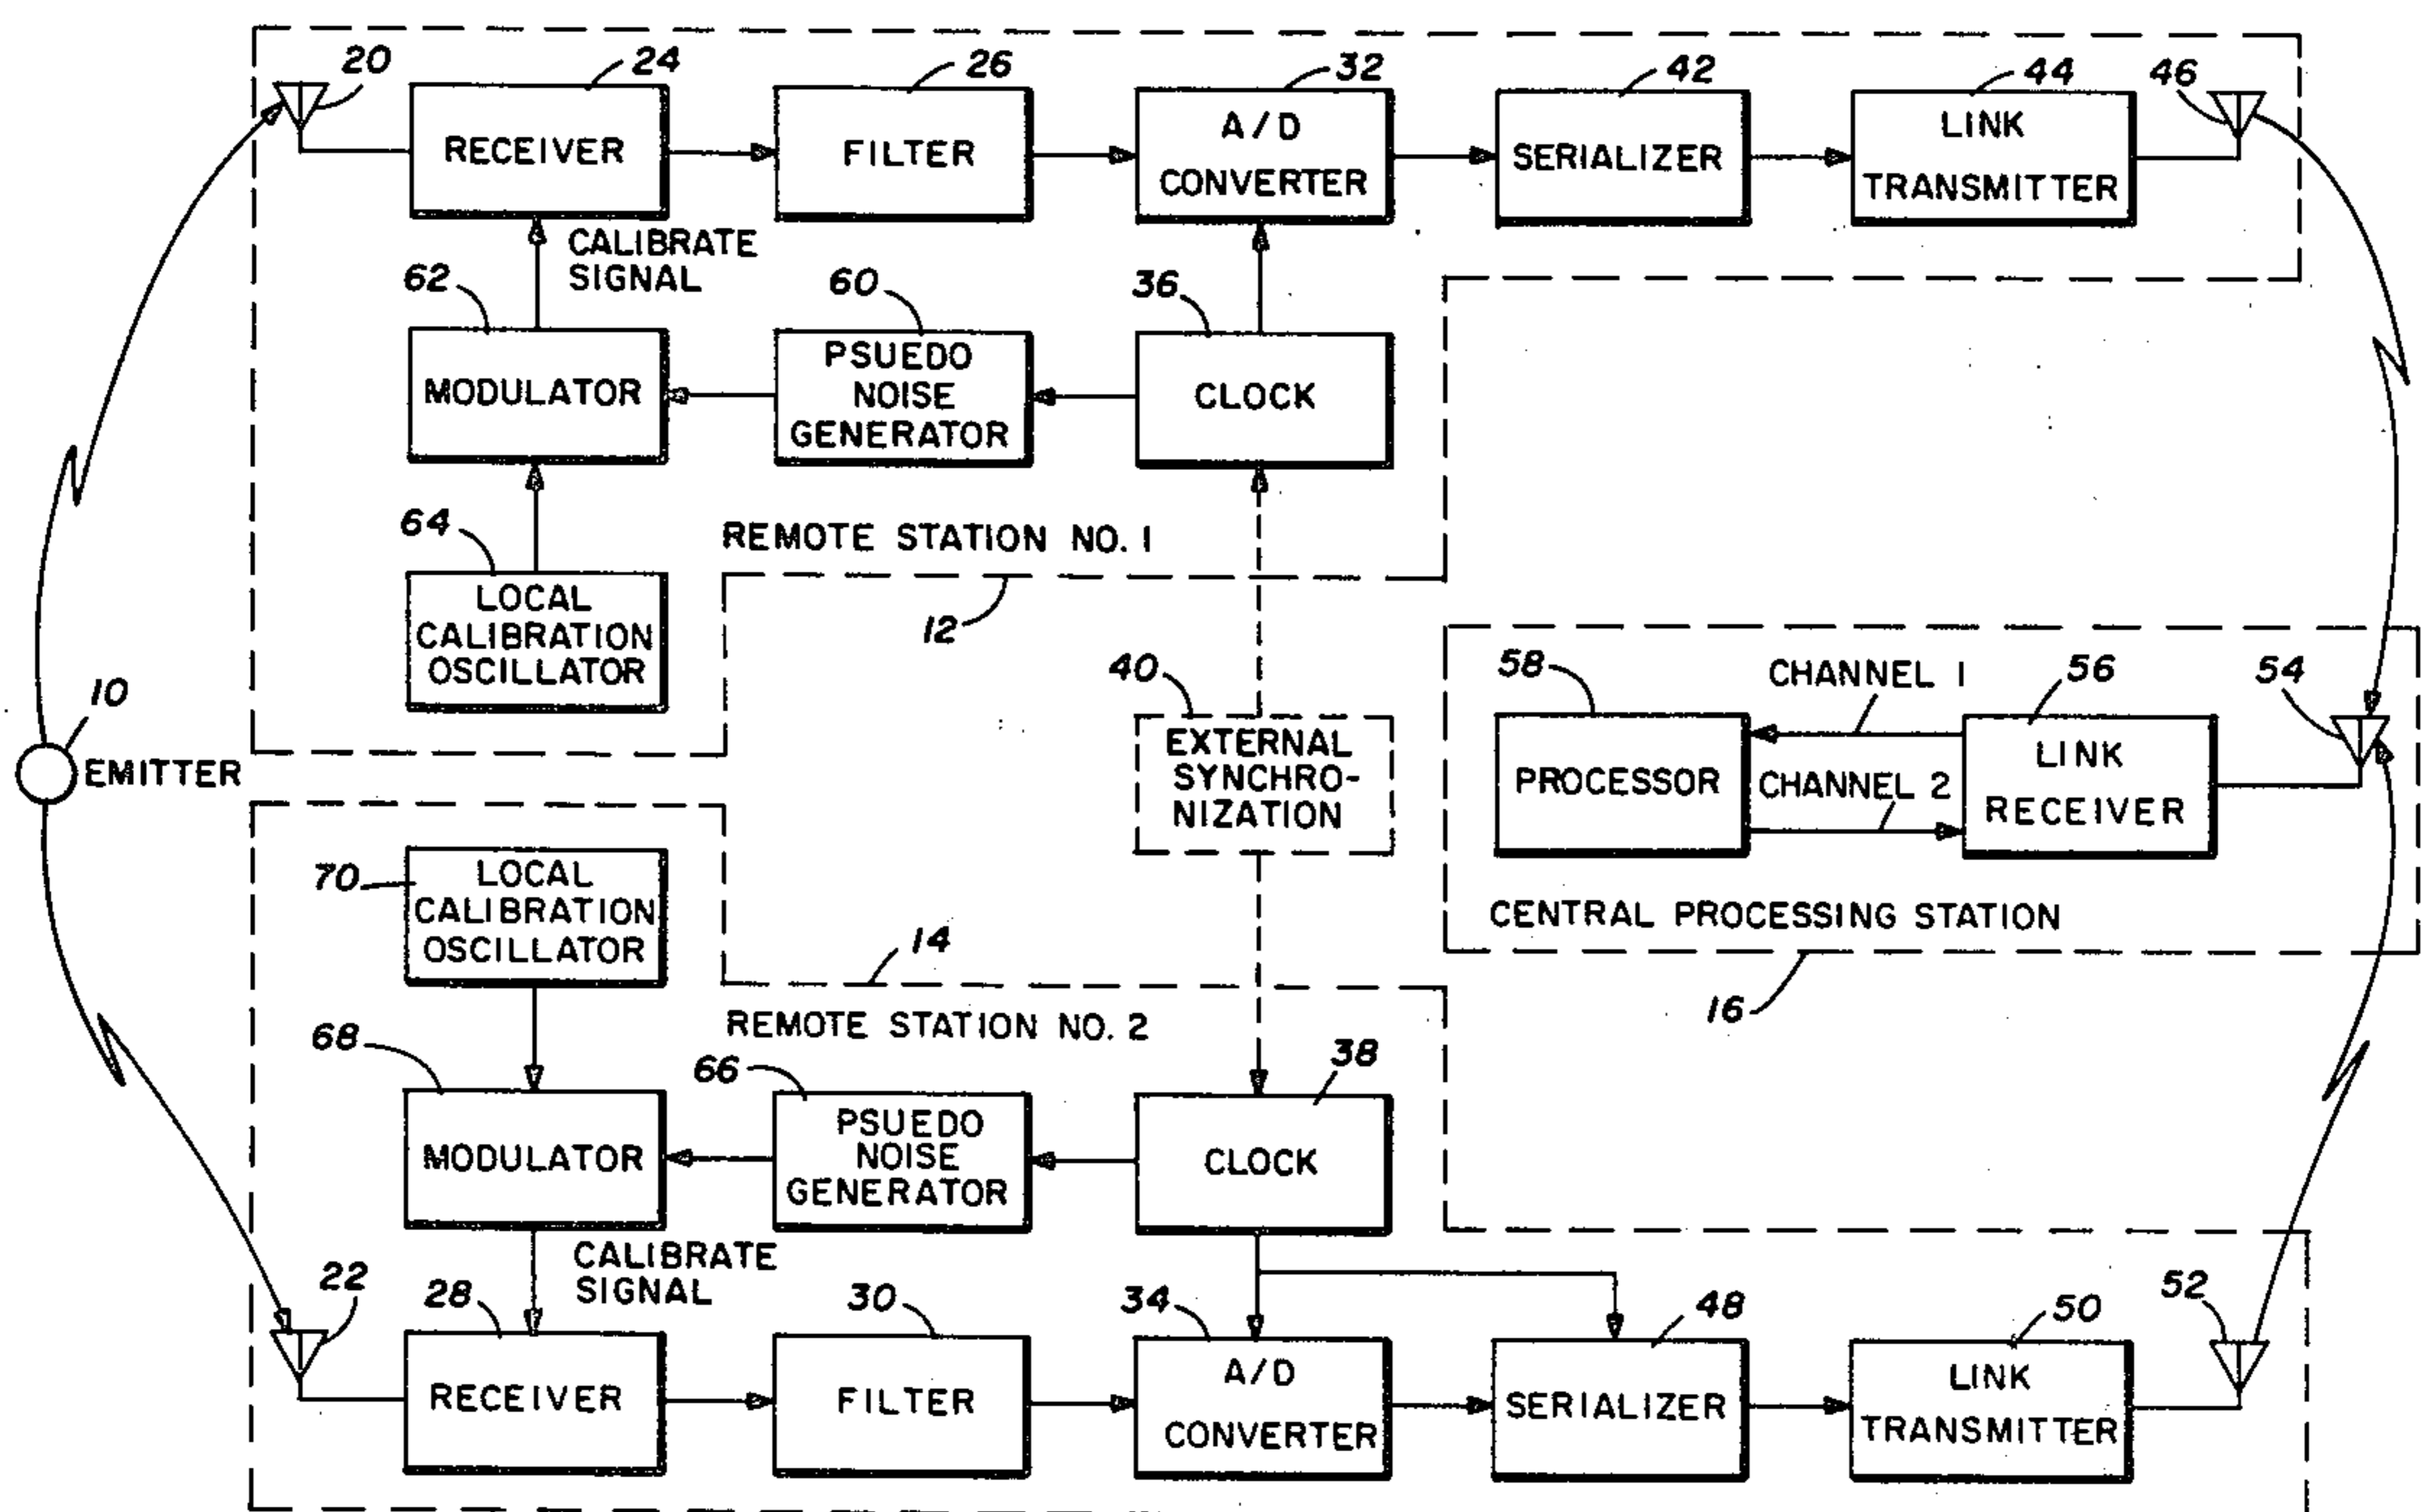 20
24
26
32
42
44
46
RECEIVER
FILTER
A/D
CONVERTER
SERIALIZER
LINK
TRANSMITTER
CALIBRATE
SIGNAL
62
60
36
MODULATOR
PSUEDO
NOISE
GENERATOR
CLOCK
64
REMOTE STATION NO. 1
LOCAL
CALIBRATION
OSCILLATOR
12
10
EMITTER
40
EXTERNAL
SYNCHRO-
NIZATION
58
CHANNEL 1
56
54
PROCESSOR
CHANNEL 2
LINK
RECEIVER
CENTRAL PROCESSING STATION
16
70
LOCAL
CALIBRATION
OSCILLATOR
14
REMOTE STATION NO. 2
68
66
38
MODULATOR
PSUEDO
NOISE
GENERATOR
CLOCK
CALIBRATE
SIGNAL
22
28
30
34
48
50
52
RECEIVER
FILTER
A/D
CONVERTER
SERIALIZER
LINK
TRANSMITTER